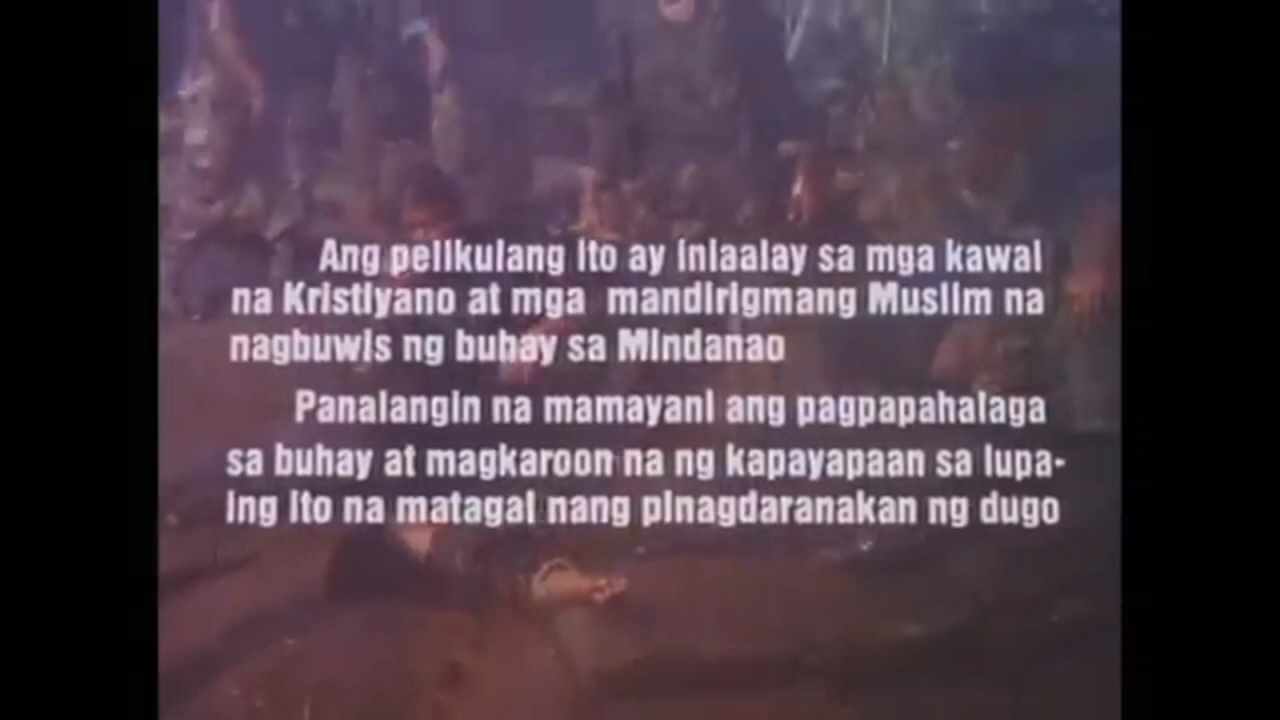 Ang pelikulang ito ay inlaalay sa mga kawal
na Kristiyano at mga mandirigmang Muslim na
nagbuwis ng buhay sa Mindanao
Panalangin na mamayani ang pagpapahalaga
sa buhay at magkaroon na ng kapayapaan sa lupa-
ing ito na matagal nang pinagdaranakan ng dugo